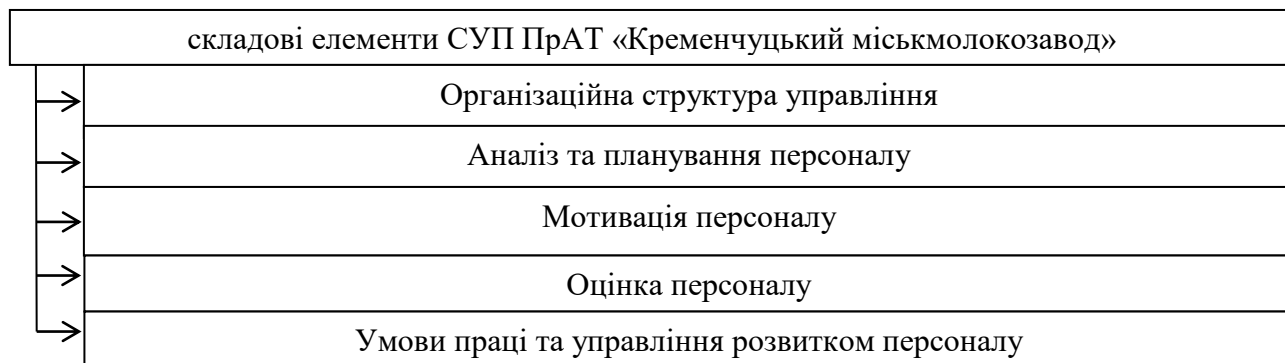 складові елементи СУП ПрАТ «Кременчуцький міськмолокозавод»
Організаційна структура управління
Аналіз та планування персоналу
Мотивація персоналу
Оцінка персоналу
Умови праці та управління розвитком персоналу